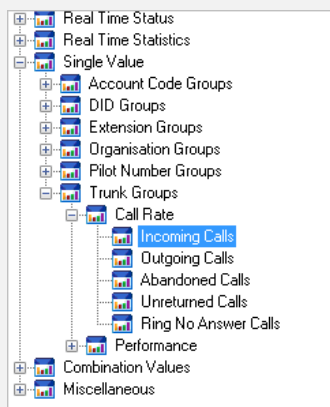 Real Time Status
Real Time Statistics
Single Value
Account Code Groups
DID Groups
Extension Groups
Organisation Groups
Pilot Number Groups
Trunk Groups
Call Rate
Incoming Calls
Outgoing Calls
Abandoned Calls
Unreturned Calls
Ring No Answer Calls
Performance
Combination Values
Miscellaneous